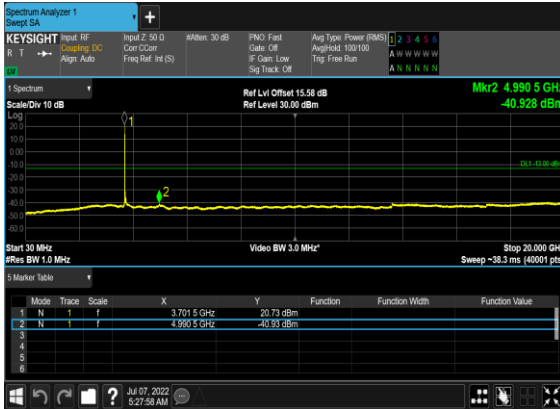 Spectrum Analyzer 1
Swept SA
+
KEYSIGHT Input: RF Input Z: 50 Ω #Atten: 30 dB PNO: Fast Avg Type: Power (RMS) 1 2 3 4 5 6
R T Coupling: DC Corr CCorr Gate: Off Avg|Hold: 100/100 A W W W W W
Align: Auto Freq Ref: Int (S) IF Gain: Low Trig: Free Run
Sig Track: Off A N N N N N
1 Spectrum
Scale/Div 10 dB
Ref Lvl Offset 15.58 dB
Ref Level 30.00 dBm
Mkr2 4.990 5 GHz
-40.928 dBm
Log
20.0
10.0
0.00
-10.0
-20.0
-30.0
-40.0
-50.0
-60.0
1
2
DL1 -13.00 dBm
Start 30 MHz Video BW 3.0 MHz* Stop 20.000 GHz
#Res BW 1.0 MHz Sweep ~38.3 ms (40001 pts)
5 Marker Table
Mode Trace Scale X Y Function Function Width Function Value
1 N 1 f 3.701 5 GHz 20.73 dBm
2 N 1 f 4.990 5 GHz -40.93 dBm
3
4
5
6
? Jul 07, 2022
5:27:58 AM